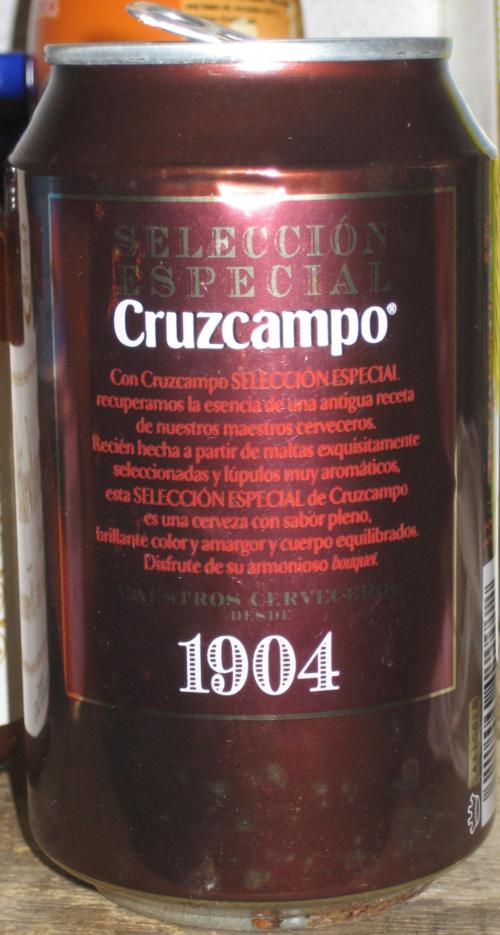 SELECCIÓN
ESPECIAL
Cruzcampo®
Con Cruzcampo SELECCIÓN ESPECIAL
recuperamos la esencia de una antigua receta
de nuestros maestros cerveceros.
Recién hecha a partir de maltas exquisitamente
seleccionadas y lúpulos muy aromáticos,
esta SELECCIÓN ESPECIAL de Cruzcampo
es una cerveza con sabor pleno,
brillante color y amargor y cuerpo equilibrados.
Disfrute de su armonioso bouquet.
MAESTROS CERVECEROS
DESDE
1904